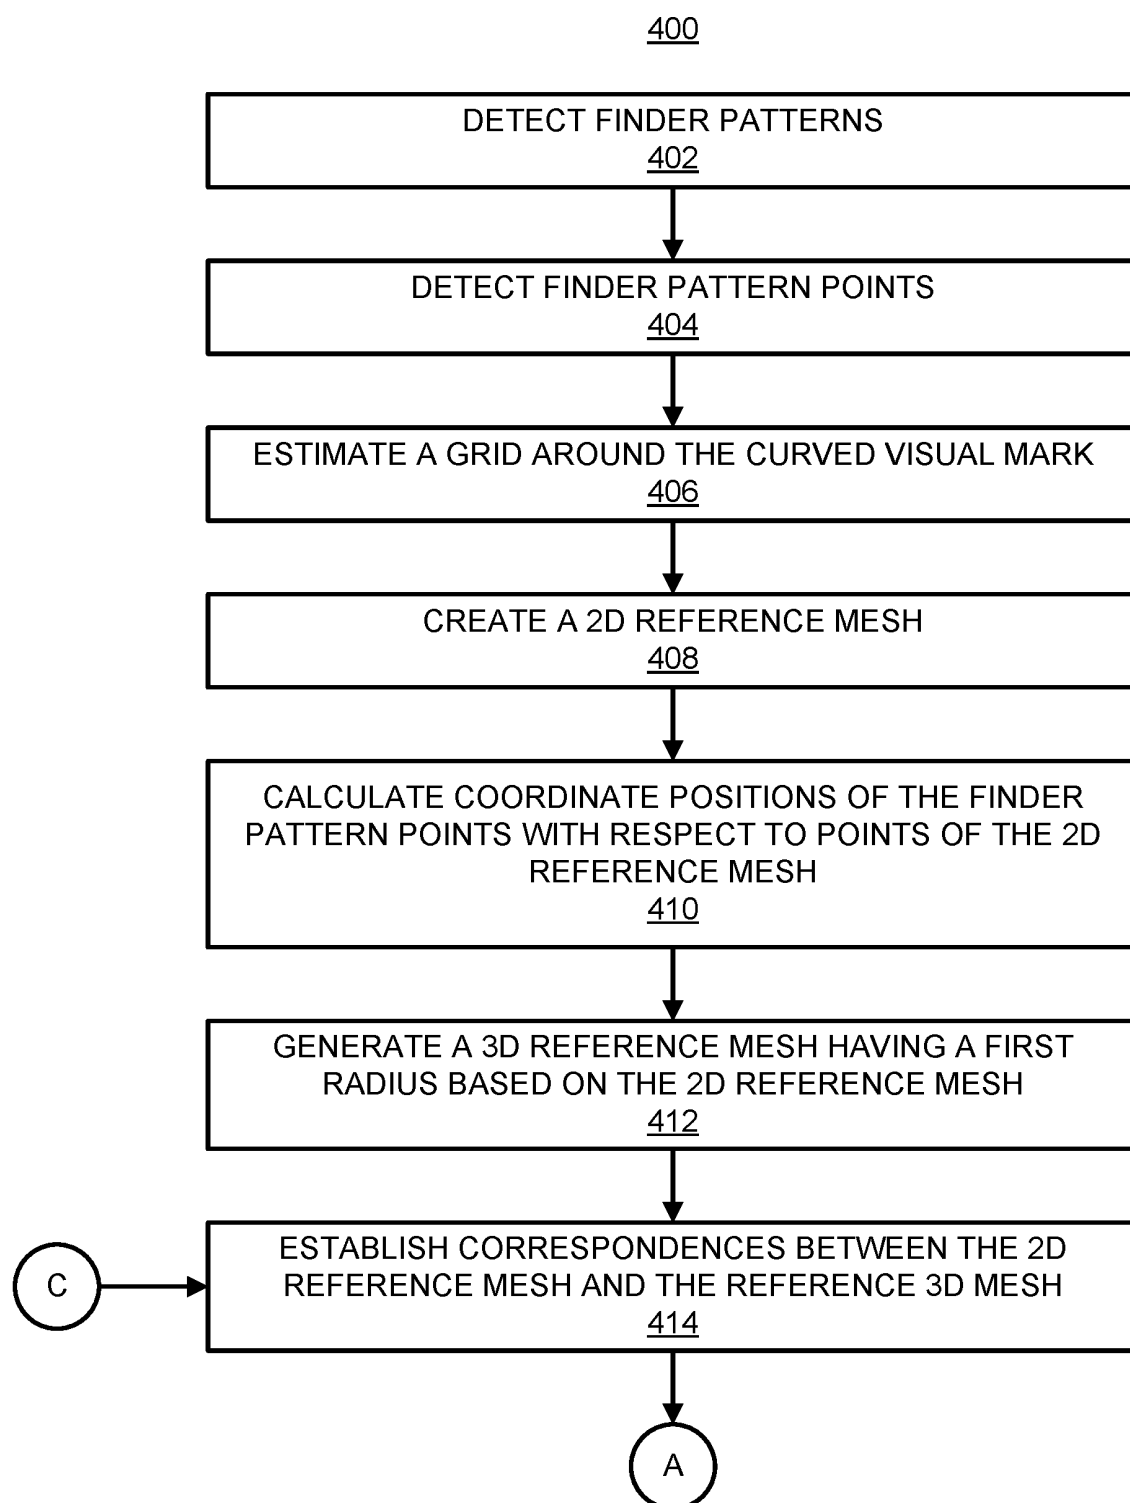 400
DETECT FINDER PATTERNS
402
DETECT FINDER PATTERN POINTS
404
ESTIMATE A GRID AROUND THE CURVED VISUAL MARK
406
CREATE A 2D REFERENCE MESH
408
CALCULATE COORDINATE POSITIONS OF THE FINDER
PATTERN POINTS WITH RESPECT TO POINTS OF THE 2D
REFERENCE MESH
410
GENERATE A 3D REFERENCE MESH HAVING A FIRST
RADIUS BASED ON THE 2D REFERENCE MESH
412
C
ESTABLISH CORRESPONDENCES BETWEEN THE 2D
REFERENCE MESH AND THE REFERENCE 3D MESH
414
A